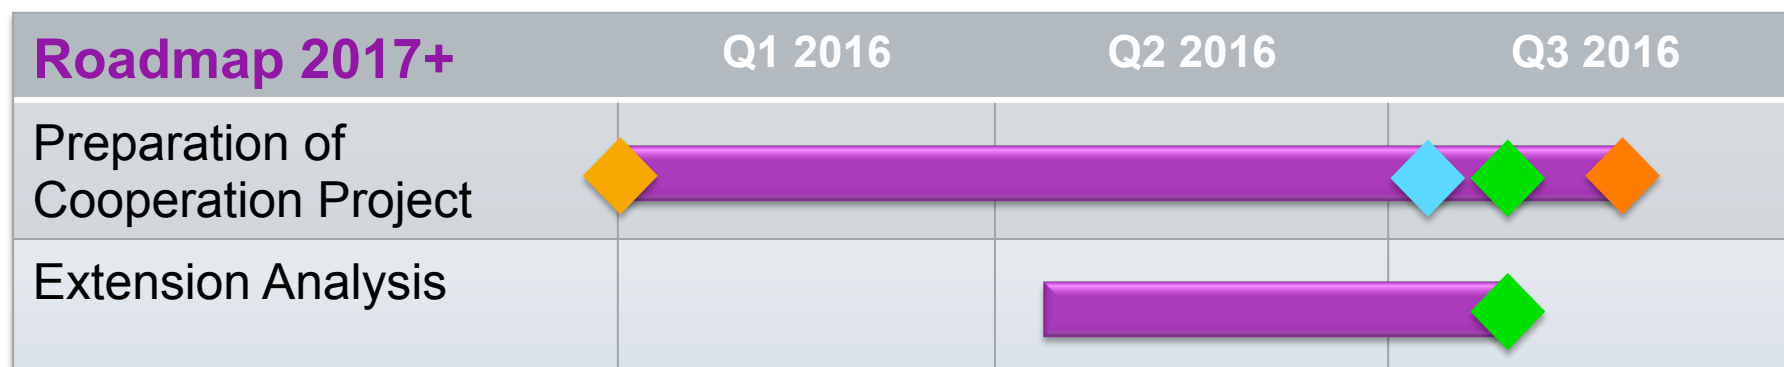 Roadmap 2017+
Q1 2016
Q2 2016
Q3 2016
Preparation of
Cooperation Project
Extension Analysis